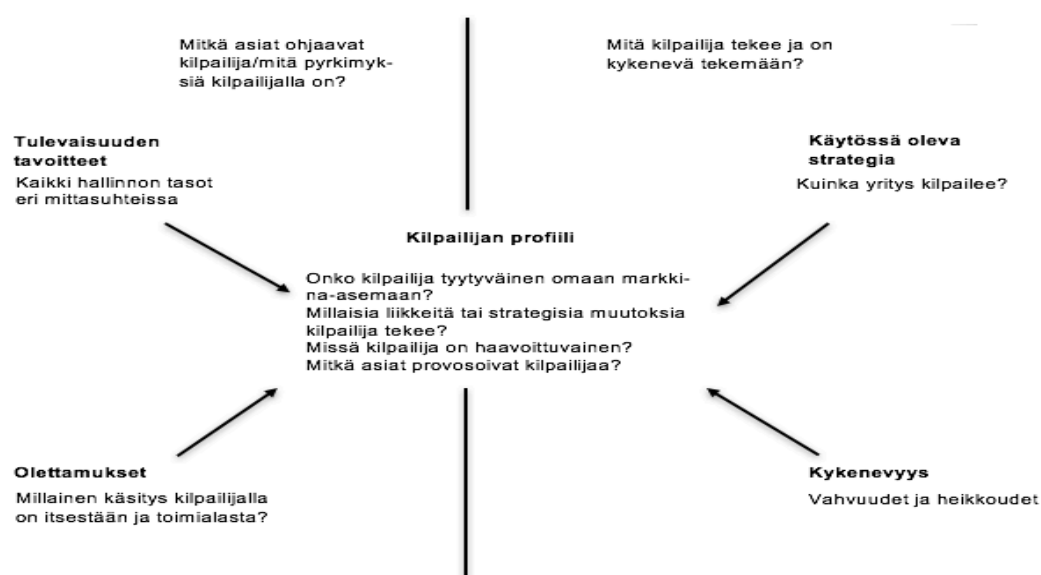 Mitkä asiat ohjaavat
kilpailija/mitä pyrkimyk-
siä kilpailijalla on?
Mitä kilpailija tekee ja on
kykenevä tekemään?
Tulevaisuuden
tavoitteet
Kaikki hallinnon tasot
eri mittasuhteissa
Käytössä oleva
strategia
Kuinka yritys kilpailee?
Kilpailijan profiili
Onko kilpailija tyytyväinen omaan markki-
na-asemaan?
Millaisia liikkeitä tai strategisia muutoksia
kilpailija tekee?
Missä kilpailija on haavoittuvainen?
Mitkä asiat provosoivat kilpailijaa?
Olettamukset
Millainen käsitys kilpailijalla
on itsestään ja toimialasta?
Kykenevyys
Vahvuudet ja heikkoudet